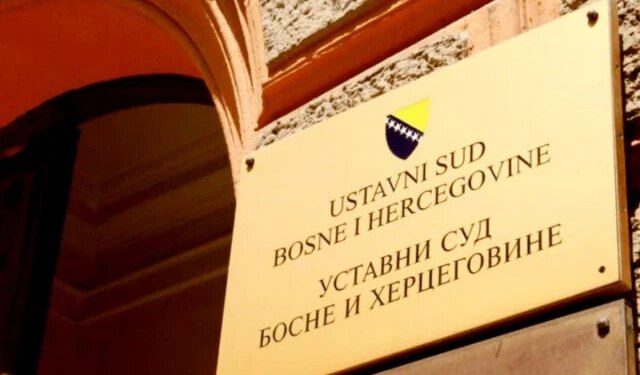 USTAVNI SUD
BOSNE I HERCEGOVINE
УСТАВНИ СУД
БОСНЕ И ХЕРЦЕГОВИНЕ